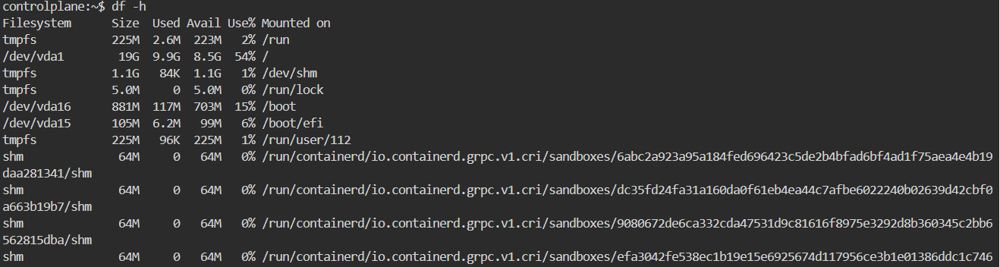 controlplane:~$ df -h
Filesystem      Size  Used Avail Use% Mounted on
tmpfs           225M  2.6M  223M   2% /run
/dev/vda1        19G  9.9G  8.5G  54% /
tmpfs           1.1G   84K  1.1G   1% /dev/shm
tmpfs           5.0M     0  5.0M   0% /run/lock
/dev/vda16      881M  117M  703M  15% /boot
/dev/vda15      105M  6.2M   99M   6% /boot/efi
tmpfs           225M   96K  225M   1% /run/user/112
shm              64M     0   64M   0% /run/containerd/io.containerd.grpc.v1.cri/sandboxes/6abc2a923a95a184fed696423c5de2b4bfad6bf4ad1f75aea4e4b19
daa281341/shm
shm              64M     0   64M   0% /run/containerd/io.containerd.grpc.v1.cri/sandboxes/dc35fd24fa31a160da0f61eb4ea44c7afbe6022240b02639d42cbf0
a663b19b7/shm
shm              64M     0   64M   0% /run/containerd/io.containerd.grpc.v1.cri/sandboxes/9080672de6ca332cda47531d9c81616f8975e3292d8b360345c2bb6
562815dba/shm
shm              64M     0   64M   0% /run/containerd/io.containerd.grpc.v1.cri/sandboxes/efa3042fe538ec1b19e15e6925674d117956ce3b1e01386ddc1c746